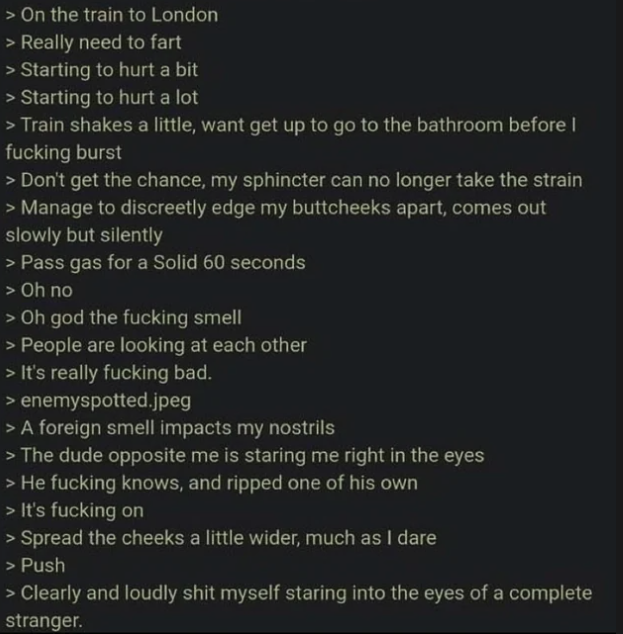 > On the train to London
> Really need to fart
> Starting to hurt a bit
> Starting to hurt a lot
> Train shakes a little, want get up to go to the bathroom before I
fucking burst
> Don't get the chance, my sphincter can no longer take the strain
> Manage to discreetly edge my buttcheeks apart, comes out
slowly but silently
> Pass gas for a Solid 60 seconds
> Oh no
> Oh god the fucking smell
> People are looking at each other
> It's really fucking bad.
> enemyspotted.jpeg
> A foreign smell impacts my nostrils
> The dude opposite me is staring me right in the eyes
> He fucking knows, and ripped one of his own
> It's fucking on
> Spread the cheeks a little wider, much as I dare
> Push
> Clearly and loudly shit myself staring into the eyes of a complete
stranger.